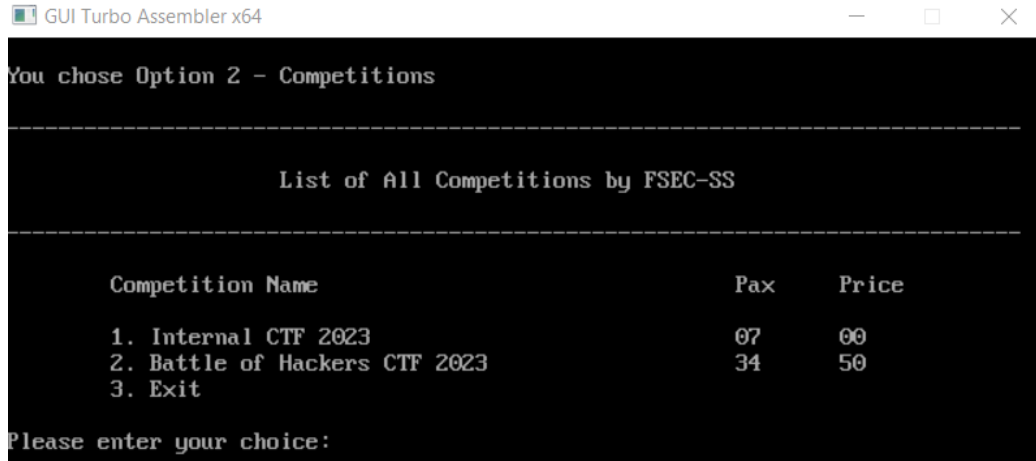 GUI Turbo Assembler x64
You chose Option 2 - Competitions
--------------------------------------------------------------------------------
List of All Competitions by FSEC-SS
--------------------------------------------------------------------------------
Competition Name Pax Price
1. Internal CTF 2023 07 00
2. Battle of Hackers CTF 2023 34 50
3. Exit
Please enter your choice: